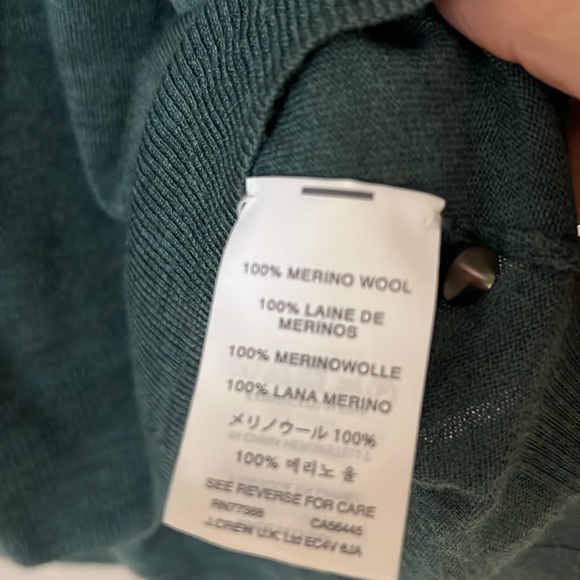 100% MERINO WOOL
100% LAINE DE
MERINOS
100% MERINOWOLLE
100% LANA MERINO
メリノウール 100%
100% 메리노 울
SEE REVERSE FOR CARE
RN77388 CA56445
J.CREW U.K. Ltd EC4V 6JA